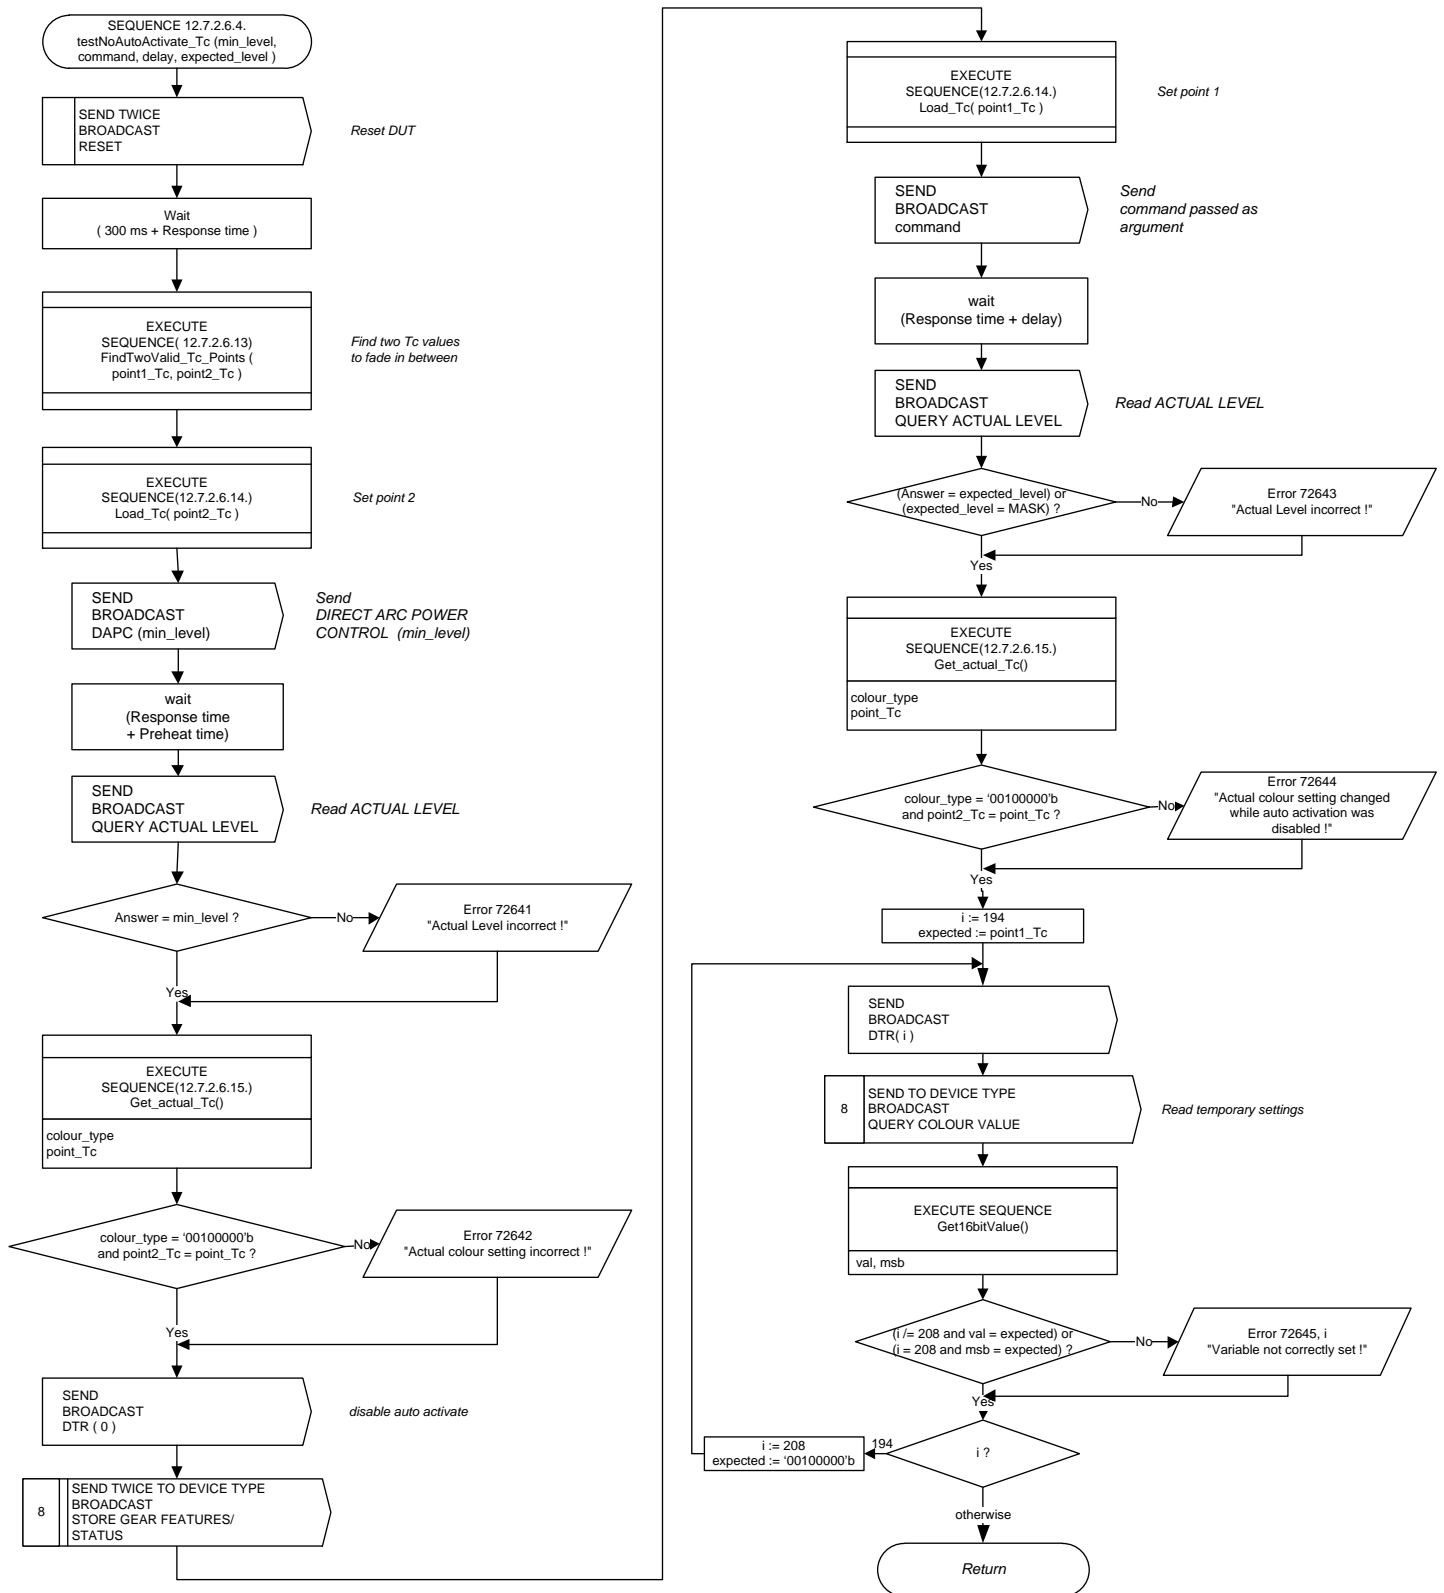 SEQUENCE 12.7.2.6.4.
testNoAutoActivate_Tc (min_level,
command, delay, expected_level )
SEND TWICE
BROADCAST
RESET
Reset DUT
Wait
( 300 ms + Response time )
EXECUTE
SEQUENCE( 12.7.2.6.13)
FindTwoValid_Tc_Points (
point1_Tc, point2_Tc )
Find two Tc values
to fade in between
EXECUTE
SEQUENCE(12.7.2.6.14.)
Load_Tc( point2_Tc )
Set point 2
SEND
BROADCAST
DAPC (min_level)
Send
DIRECT ARC POWER
CONTROL (min_level)
wait
(Response time
+ Preheat time)
SEND
BROADCAST
QUERY ACTUAL LEVEL
Read ACTUAL LEVEL
Answer = min_level ?
No
Error 72641
"Actual Level incorrect !"
Yes
EXECUTE
SEQUENCE(12.7.2.6.15.)
Get_actual_Tc()
colour_type
point_Tc
colour_type = ‘00100000’b
and point2_Tc = point_Tc ?
No
Error 72642
"Actual colour setting incorrect !"
Yes
SEND
BROADCAST
DTR ( 0 )
disable auto activate
8
SEND TWICE TO DEVICE TYPE
BROADCAST
STORE GEAR FEATURES/
STATUS
EXECUTE
SEQUENCE(12.7.2.6.14.)
Load_Tc( point1_Tc )
Set point 1
SEND
BROADCAST
command
Send
command passed as
argument
wait
(Response time + delay)
SEND
BROADCAST
QUERY ACTUAL LEVEL
Read ACTUAL LEVEL
(Answer = expected_level) or
(expected_level = MASK) ?
No
Error 72643
"Actual Level incorrect !"
Yes
EXECUTE
SEQUENCE(12.7.2.6.15.)
Get_actual_Tc()
colour_type
point_Tc
colour_type = ‘00100000’b
and point2_Tc = point_Tc ?
No
Error 72644
"Actual colour setting changed
while auto activation was
disabled !"
Yes
i := 194
expected := point1_Tc
SEND
BROADCAST
DTR( i )
8
SEND TO DEVICE TYPE
BROADCAST
QUERY COLOUR VALUE
Read temporary settings
EXECUTE SEQUENCE
Get16bitValue()
val, msb
(i /= 208 and val = expected) or
(i = 208 and msb = expected) ?
No
Error 72645, i
"Variable not correctly set !"
Yes
i ?
194
i := 208
expected := ‘00100000’b
otherwise
Return